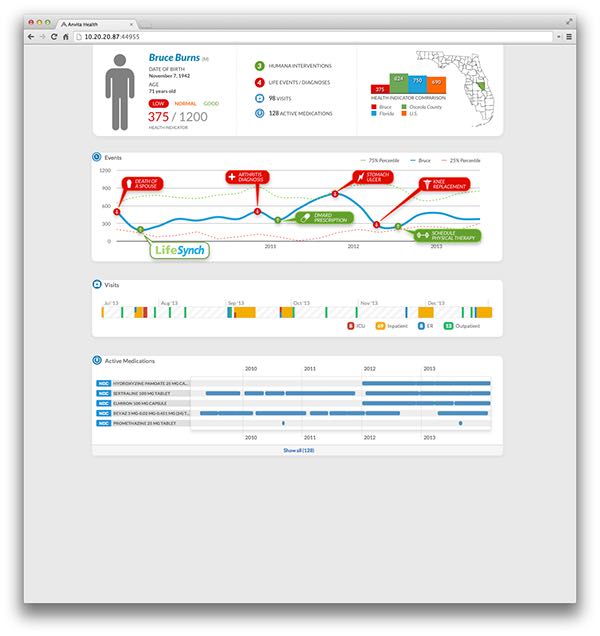 Anvita Health
10.20.20.87:44955
Bruce Burns (M)
DATE OF BIRTH
November 7, 1942
AGE
71 years old
LOW NORMAL GOOD
375 / 1200
HEALTH INDICATOR
3 HUMANA INTERVENTIONS
4 LIFE EVENTS / DIAGNOSES
98 VISITS
128 ACTIVE MEDICATIONS
375 824 750 690
HEALTH INDICATOR COMPARISON
Bruce Osceola County
Florida U.S.
Events
75% Percentile Bruce 25% Percentile
1200
900
600
300
0
DEATH OF
A SPOUSE
ARTHRITIS
DIAGNOSIS
STOMACH
ULCER
KNEE
REPLACEMENT
DMARD
PRESCRIPTION
SCHEDULE
PHYSICAL THERAPY
LifeSynch
2011 2012 2013
Visits
Jul '13 Aug '13 Sep '13 Oct '13 Nov '13 Dec '13
ICU Inpatient 8 ER Outpatient
Active Medications
2010 2011 2012 2013
NDC HYDROXYZINE PAMOATE 25 MG CA...
NDC SERTRALINE 100 MG TABLET
NDC ELMIRON 100 MG CAPSULE
NDC BEYAZ 3 MG-0.02 MG-0.451 MG (24) T...
NDC PROMETHAZINE 25 MG TABLET
2010 2011 2012 2013
Show all (128)